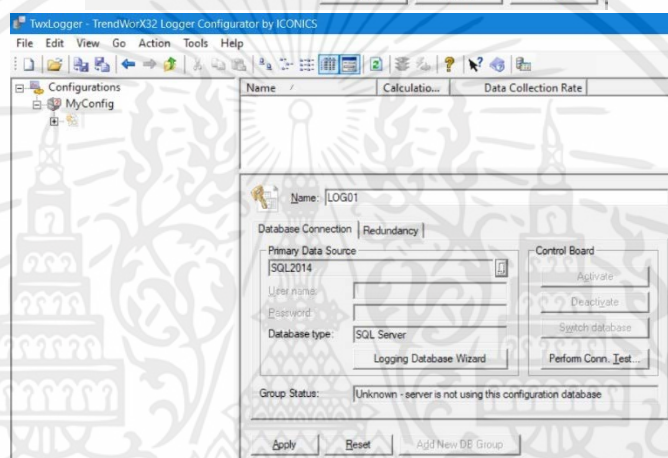 TwxLogger - TrendWorX32 Logger Configurator by ICONICS
File Edit View Go Action Tools Help
Configurations
MyConfig
Name / Calculatio... Data Collection Rate
Name: LOG01
Database Connection Redundancy
Primary Data Source
SQL2014
User name:
Password:
Database type: SQL Server
Logging Database Wizard
Control Board
Activate
Deactivate
Switch database
Perform Conn. Test...
Group Status: Unknown - server is not using this configuration database
Apply Reset Add New DB Group